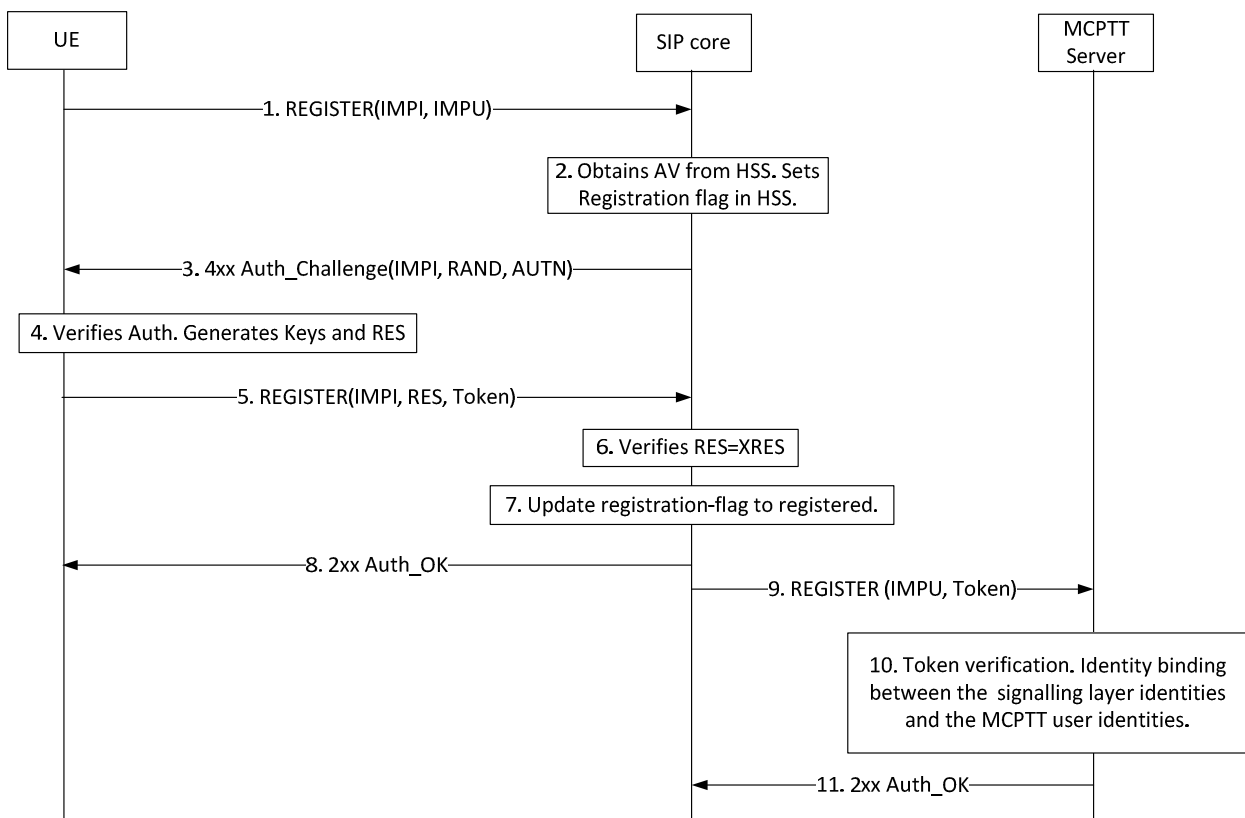 UE
SIP core
MCPTT
Server
1. REGISTER(IMPI, IMPU)
2. Obtains AV from HSS. Sets
Registration flag in HSS.
3. 4xx Auth_Challenge(IMPI, RAND, AUTN)
4. Verifies Auth. Generates Keys and RES
5. REGISTER(IMPI, RES, Token)
6. Verifies RES=XRES
7. Update registration-flag to registered.
8. 2xx Auth_OK
9. REGISTER (IMPU, Token)
10. Token verification. Identity binding
between the signalling layer identities
and the MCPTT user identities.
11. 2xx Auth_OK